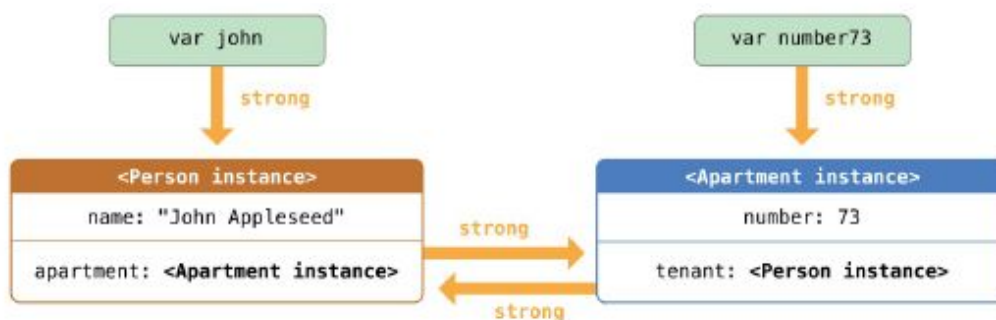 var john
var number73
strong
strong
<Person instance>
<Apartment instance>
name: "John Appleseed"
number: 73
strong
apartment: <Apartment instance>
tenant: <Person instance>
strong